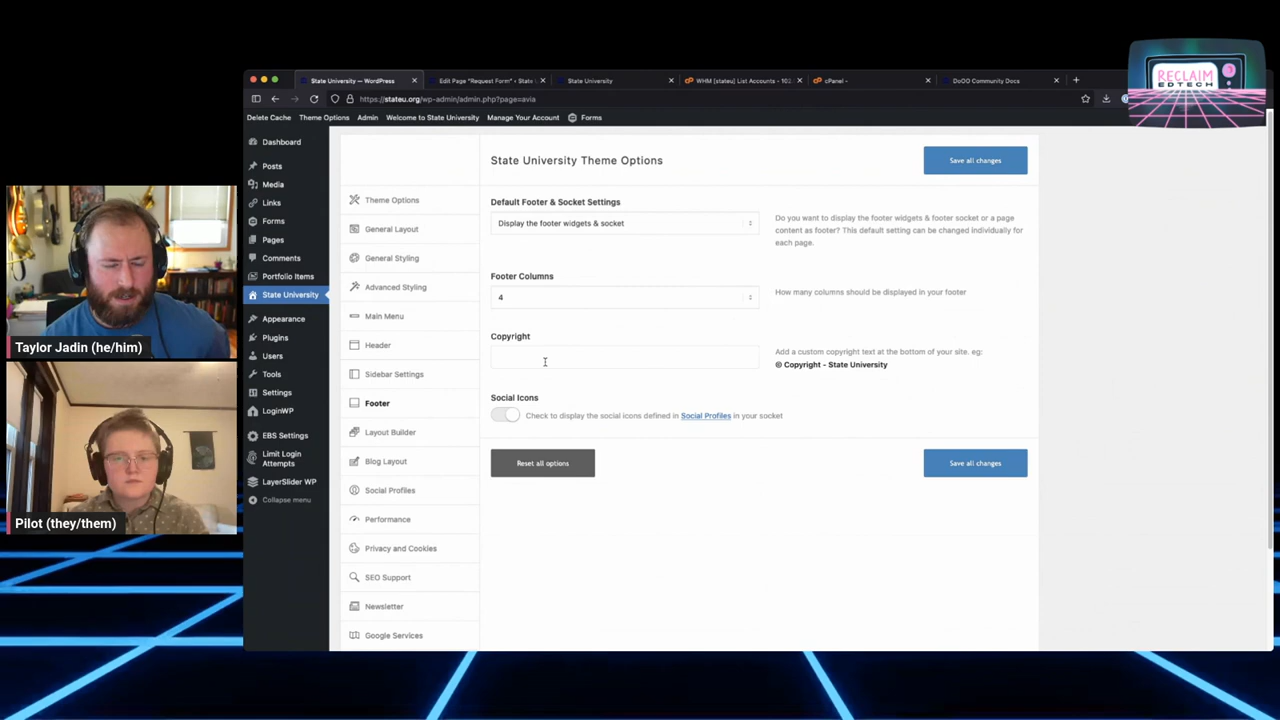 RECLAIM
EDTECH
State University — WordPress
Edit Page "Request Form" ‹ State
State University
WHM [stateu] List Accounts - 102.
cPanel -
DoOO Community Docs
https://stateu.org/wp-admin/admin.php?page=avia
Delete Cache
Theme Options
Admin
Welcome to State University
Manage Your Account
Forms
Dashboard
Posts
Media
Links
Forms
Pages
Comments
Portfolio Items
State University
Appearance
Plugins
Users
Tools
Settings
LoginWP
EBS Settings
Limit Login
Attempts
LayerSlider WP
Collapse menu
Theme Options
General Layout
General Styling
Advanced Styling
Main Menu
Header
Sidebar Settings
Footer
Layout Builder
Blog Layout
Social Profiles
Performance
Privacy and Cookies
SEO Support
Newsletter
Google Services
State University Theme Options
Save all changes
Default Footer & Socket Settings
Display the footer widgets & socket
Do you want to display the footer widgets & footer socket or a page
content as footer? This default setting can be changed individually for
each page.
Footer Columns
4
How many columns should be displayed in your footer
Copyright
Add a custom copyright text at the bottom of your site. eg:
© Copyright - State University
Social Icons
Check to display the social icons defined in Social Profiles in your socket
Reset all options
Save all changes
Taylor Jadin (he/him)
Pilot (they/them)